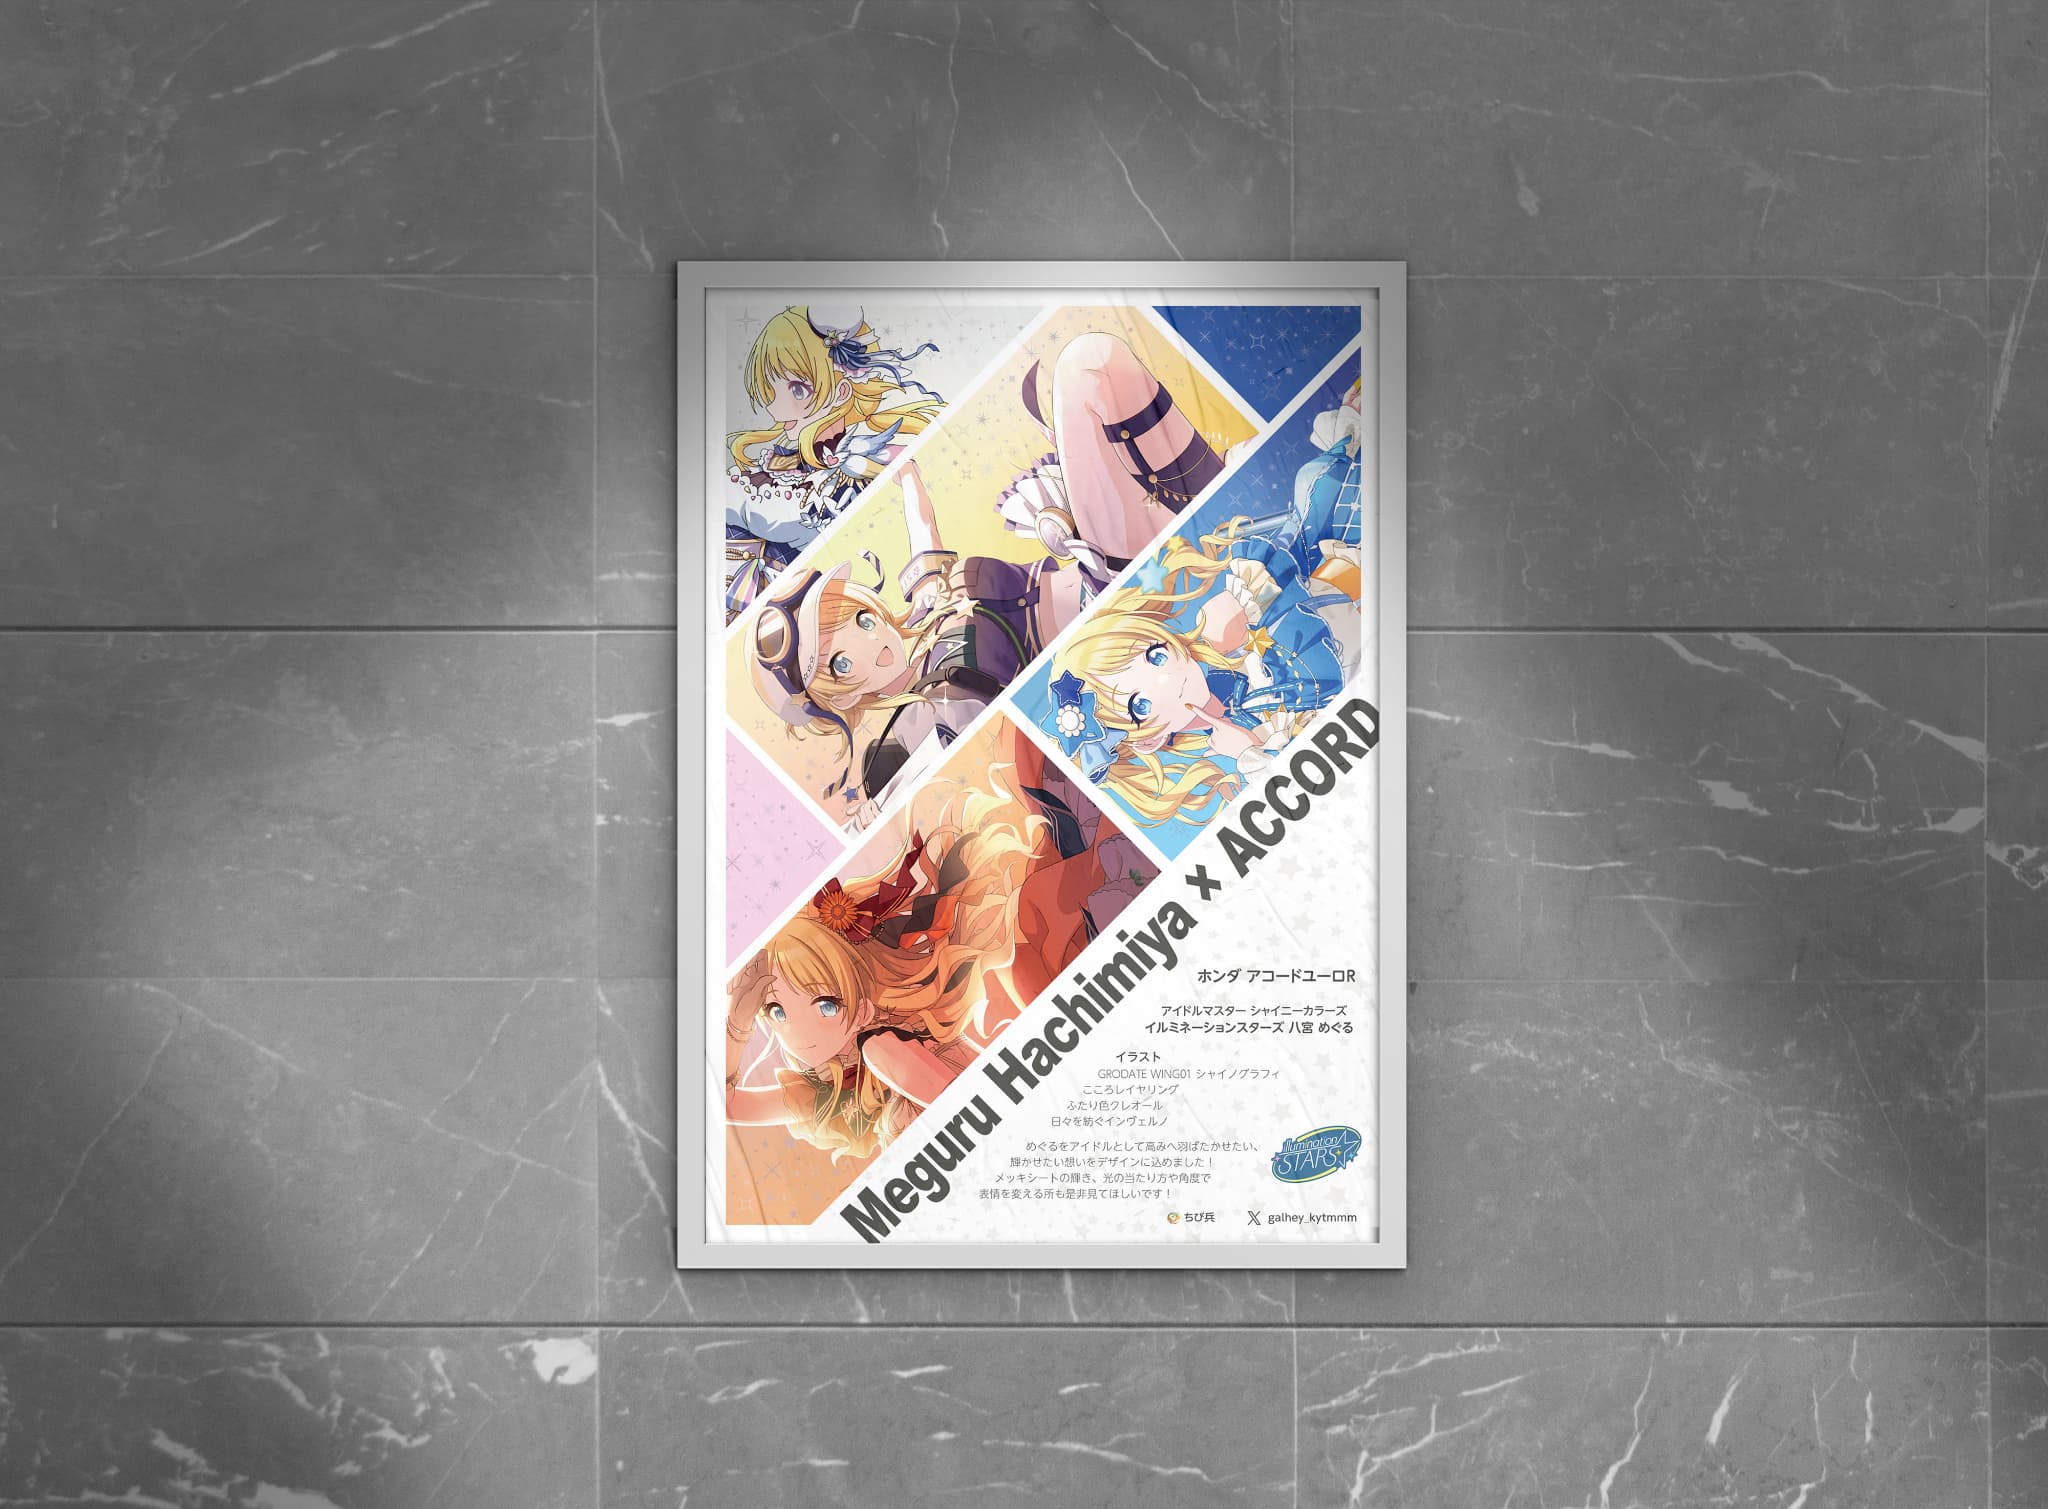 Meguru Hachimiya × ACCORD
ホンダ アコードユーロR
アイドルマスター シャイニーカラーズ
イルミネーションスターズ 八宮 めぐる
イラスト
GRODATE WING01 シャイノグラフィ
こころレイヤリング
ふたり色クレオール
日々を紡ぐインヴェルノ
めぐるをアイドルとして高みへ羽ばたかせたい、
輝かせたい想いをデザインに込めました！
メッキシートの輝き、光の当たり方や角度で
表情を変える所も是非見てほしいです！
illumination
STARS
ちび兵
X galhey_kytmmm